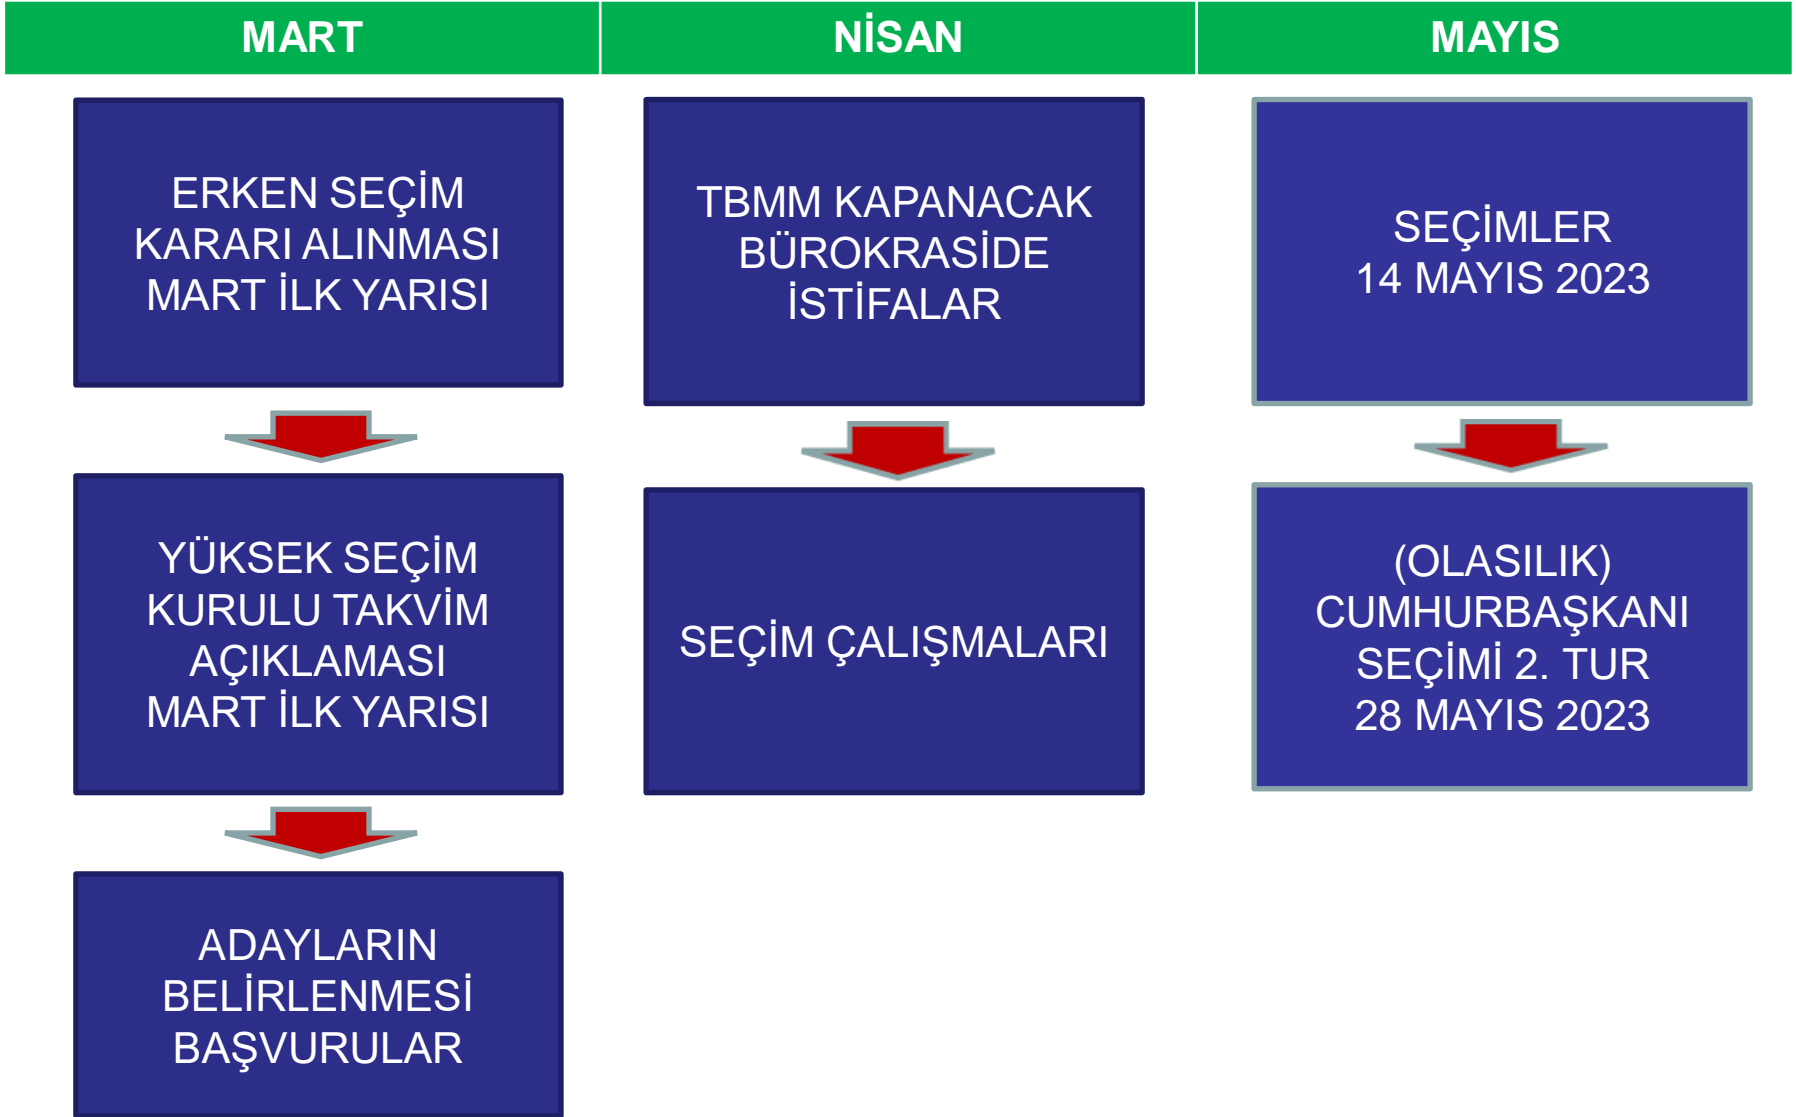 MART
ERKEN SEÇİM
KARARI ALINMASI
MART İLK YARISI
YÜKSEK SEÇİM
KURULU TAKVİM
AÇIKLAMASI
MART İLK YARISI
ADAYLARIN
BELİRLENMESİ
BAŞVURULAR
NİSAN
TBMM KAPANACAK
BÜROKRASİDE
İSTİFALAR
SEÇİM ÇALIŞMALARI
MAYIS
SEÇİMLER
14 MAYIS 2023
(OLASILIK)
CUMHURBAŞKANI
SEÇİMİ 2. TUR
28 MAYIS 2023